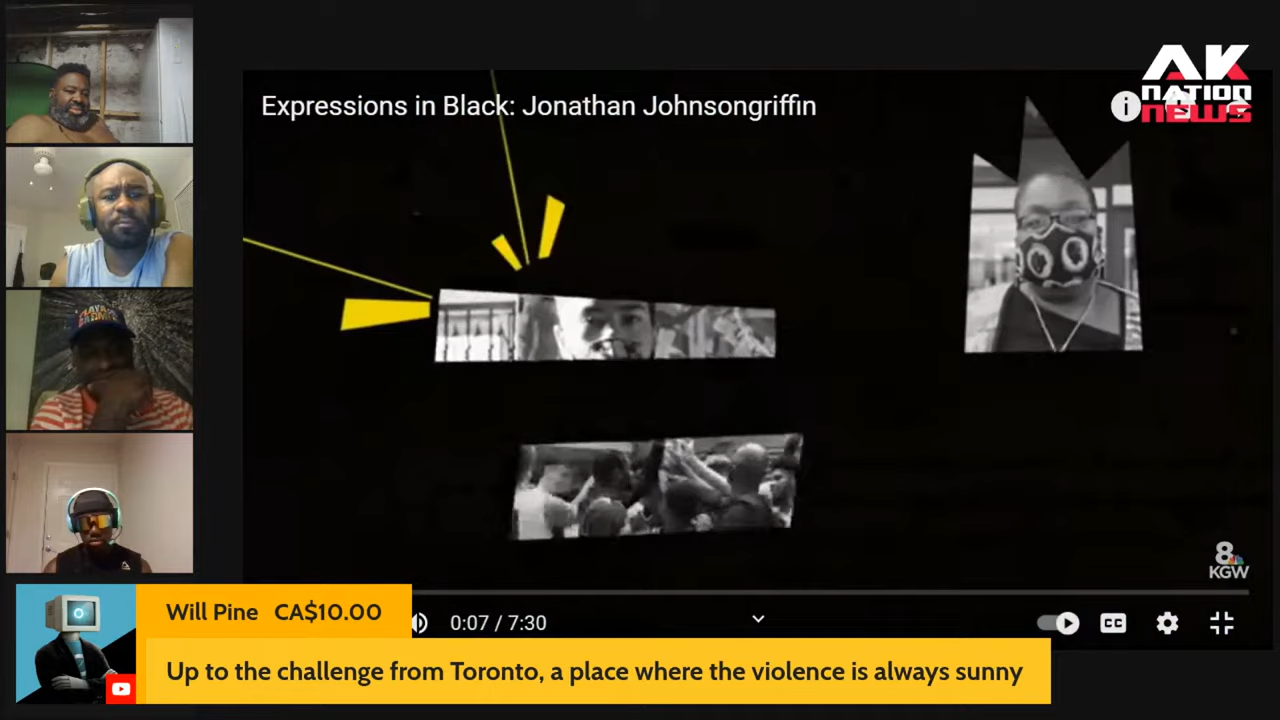 Expressions in Black: Jonathan Johnsongriffin
AK
NATION
NEWS
8
KGW
Will Pine CA$10.00
0:07 / 7:30
CC
Up to the challenge from Toronto, a place where the violence is always sunny